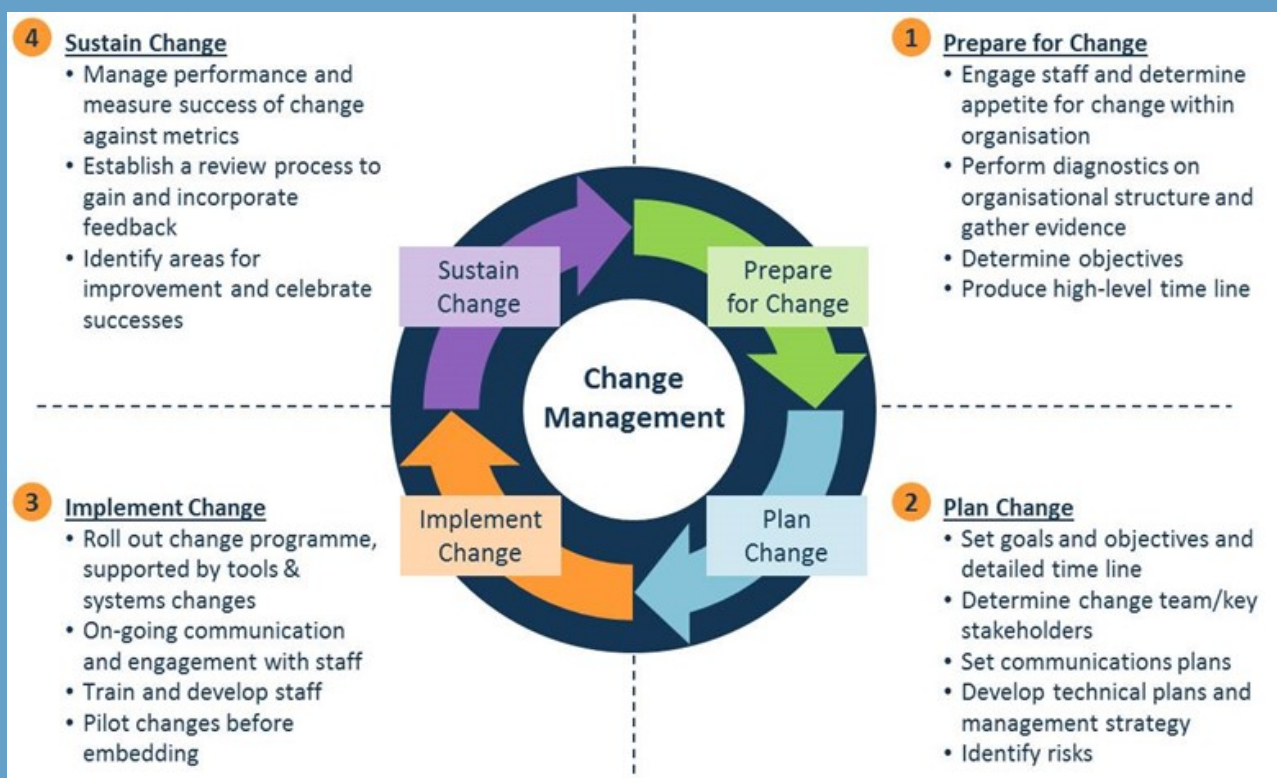 4 Sustain Change
• Manage performance and
measure success of change
against metrics
• Establish a review process to
gain and incorporate
feedback
• Identify areas for
improvement and celebrate
successes
1 Prepare for Change
• Engage staff and determine
appetite for change within
organisation
• Perform diagnostics on
organisational structure and
gather evidence
• Determine objectives
• Produce high-level time line
Sustain
Change
Prepare
for Change
Change
Management
Implement
Change
Plan
Change
3 Implement Change
• Roll out change programme,
supported by tools &
systems changes
• On-going communication
and engagement with staff
• Train and develop staff
• Pilot changes before
embedding
2 Plan Change
• Set goals and objectives and
detailed time line
• Determine change team/key
stakeholders
• Set communications plans
• Develop technical plans and
management strategy
• Identify risks